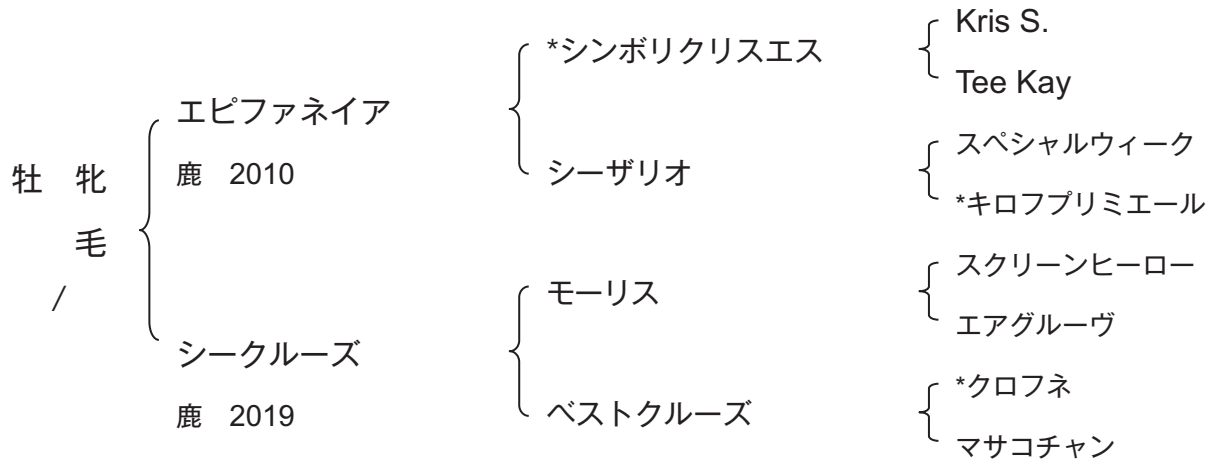 牡　牝
毛
/
エピファネイア
鹿　2010
シークルーズ
鹿　2019
*シンボリクリスエス
シーザリオ
モーリス
ベストクルーズ
Kris S.
Tee Kay
スペシャルウィーク
*キロフプリミエール
スクリーンヒーロー
エアグルーヴ
*クロフネ
マサコチャン